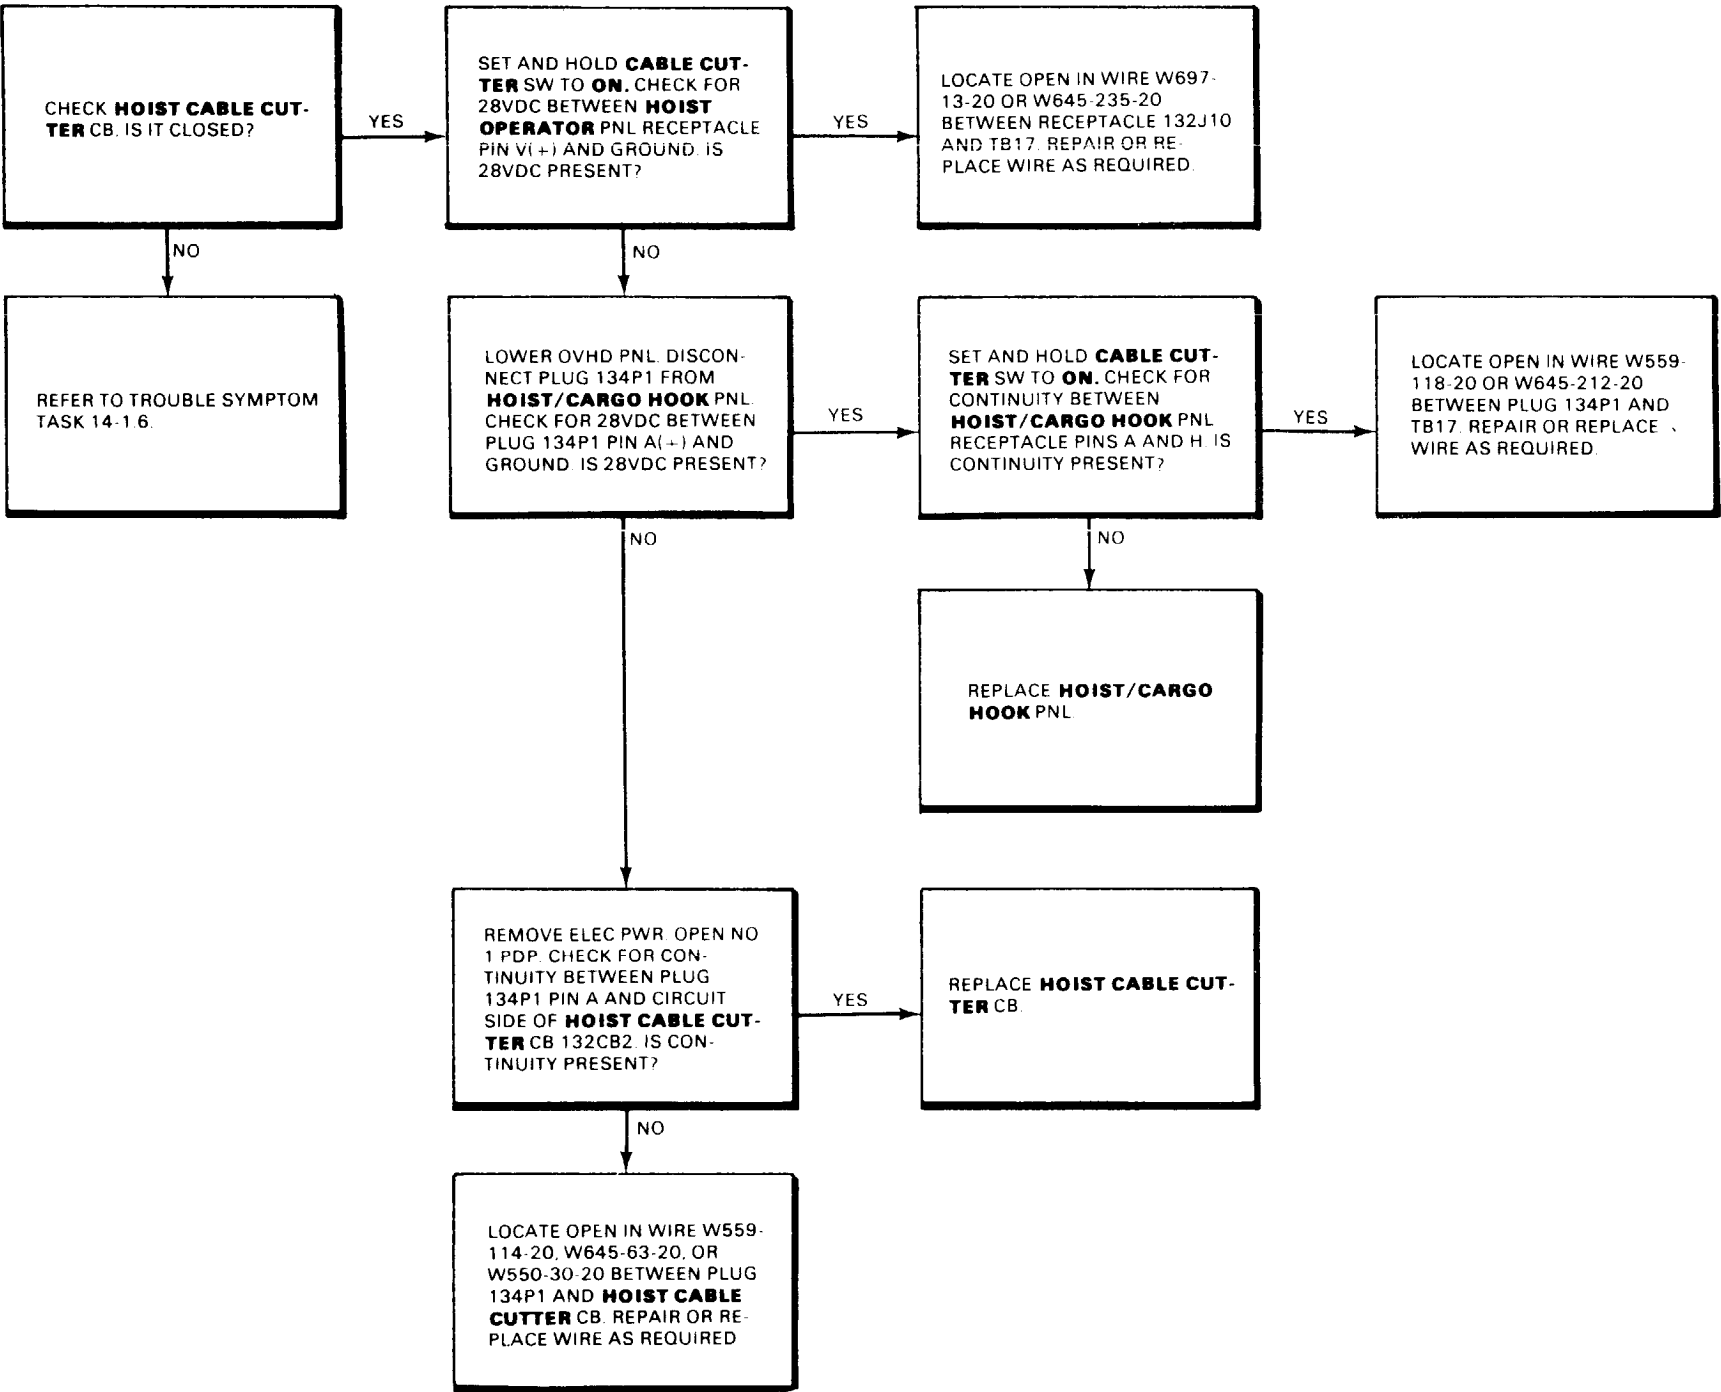 CHECK HOIST CABLE CUT-
TER CB. IS IT CLOSED?
YES
SET AND HOLD CABLE CUT-
TER SW TO ON. CHECK FOR
28VDC BETWEEN HOIST
OPERATOR PNL RECEPTACLE
PIN V(+) AND GROUND. IS
28VDC PRESENT?
YES
LOCATE OPEN IN WIRE W697-
13-20 OR W645-235-20
BETWEEN RECEPTACLE 132J10
AND TB17. REPAIR OR RE-
PLACE WIRE AS REQUIRED.
NO
NO
REFER TO TROUBLE SYMPTOM
TASK 14-1.6.
LOWER OVHD PNL. DISCON-
NECT PLUG 134P1 FROM
HOIST/CARGO HOOK PNL.
CHECK FOR 28VDC BETWEEN
PLUG 134P1 PIN A(+) AND
GROUND. IS 28VDC PRESENT?
YES
SET AND HOLD CABLE CUT-
TER SW TO ON. CHECK FOR
CONTINUITY BETWEEN
HOIST/CARGO HOOK PNL
RECEPTACLE PINS A AND H. IS
CONTINUITY PRESENT?
YES
LOCATE OPEN IN WIRE W559-
118-20 OR W645-212-20
BETWEEN PLUG 134P1 AND
TB17. REPAIR OR REPLACE
WIRE AS REQUIRED.
NO
NO
REPLACE HOIST/CARGO
HOOK PNL.
REMOVE ELEC PWR. OPEN NO
1 PDP. CHECK FOR CON-
TINUITY BETWEEN PLUG
134P1 PIN A AND CIRCUIT
SIDE OF HOIST CABLE CUT-
TER CB 132CB2. IS CON-
TINUITY PRESENT?
YES
REPLACE HOIST CABLE CUT-
TER CB.
NO
LOCATE OPEN IN WIRE W559-
114-20, W645-63-20, OR
W550-30-20 BETWEEN PLUG
134P1 AND HOIST CABLE
CUTTER CB. REPAIR OR RE-
PLACE WIRE AS REQUIRED